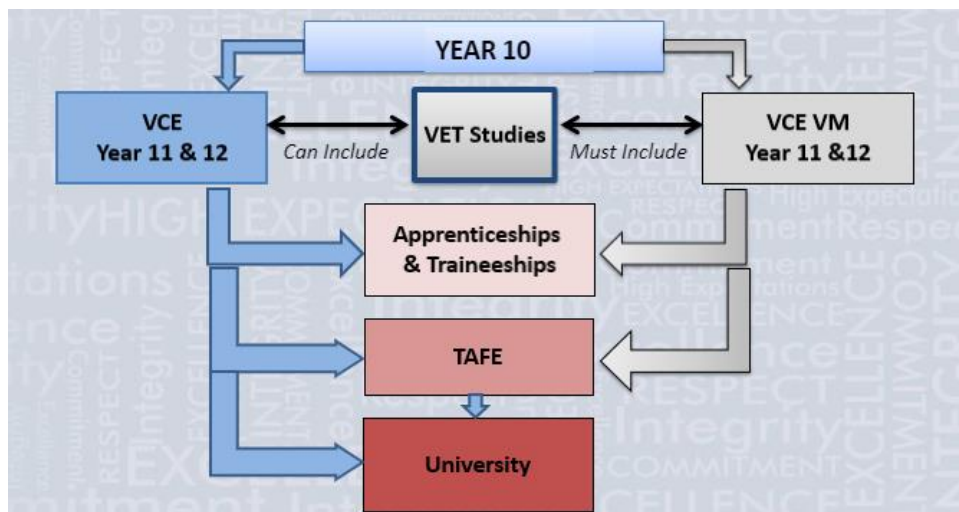 YEAR 10
VCE
Year 11 & 12
Can Include
VET Studies
Must Include
VCE VM
Year 11 &12
Apprenticeships
& Traineeships
TAFE
University